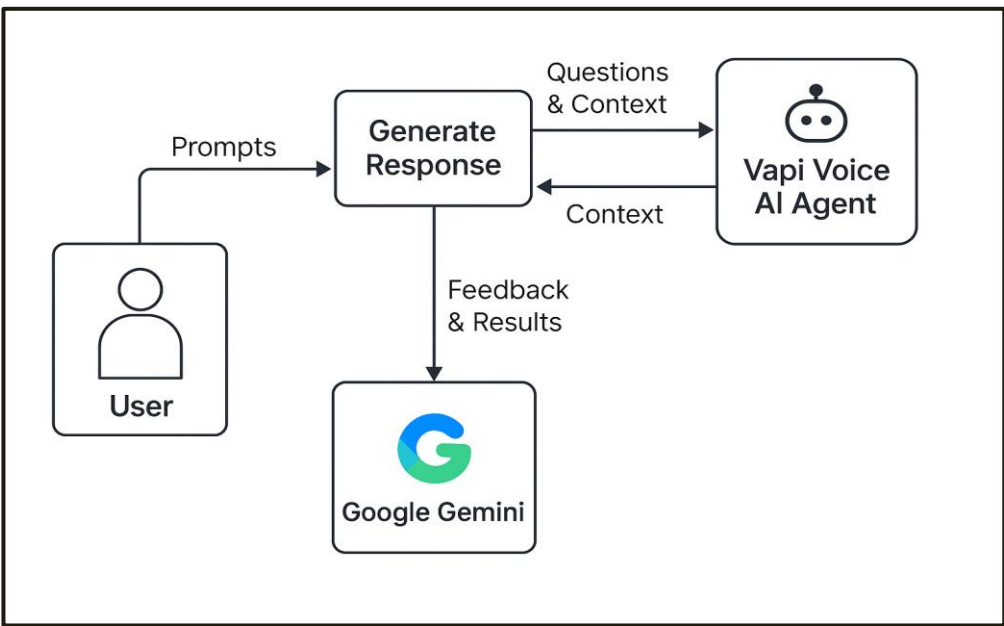 Prompts
Generate
Response
Questions
& Context
Context
Vapi Voice
AI Agent
User
Feedback
& Results
Google Gemini